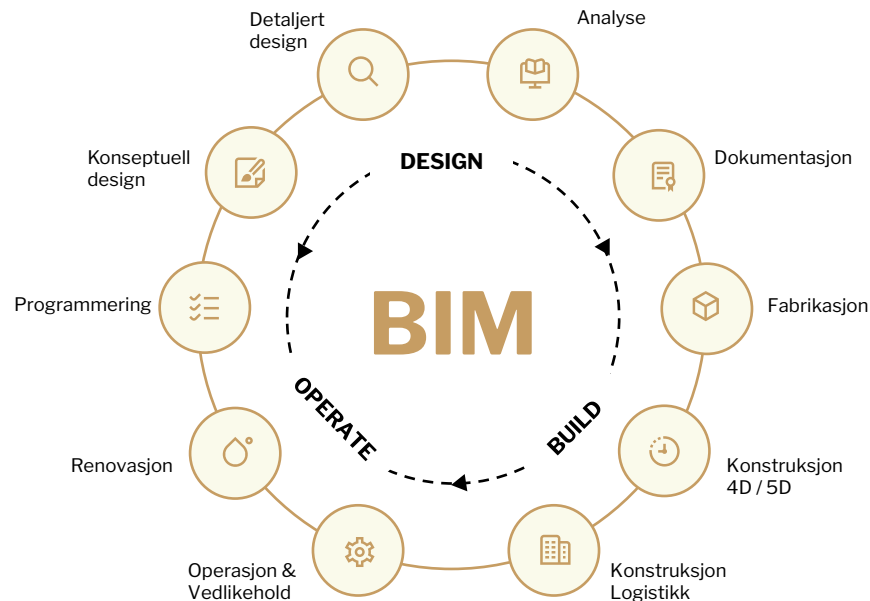 Detaljert
design
Analyse
Konseptuell
design
DESIGN
Dokumentasjon
Programmering
BIM
Fabrikasjon
OPERATE
BUILD
Renovasjon
Konstruksjon
4D / 5D
Operasjon &
Vedlikehold
Konstruksjon
Logistikk